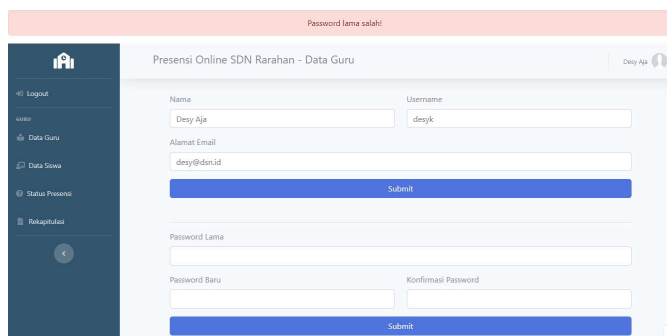 Password lama salah!
Presensi Online SDN Rarahan - Data Guru
Desy Aja
Logout
GURU
Data Guru
Data Siswa
Status Presensi
Rekapitulasi
Nama
Username
Desy Aja
desyk
Alamat Email
desy@dsn.id
Submit
Password Lama
Password Baru
Konfirmasi Password
Submit